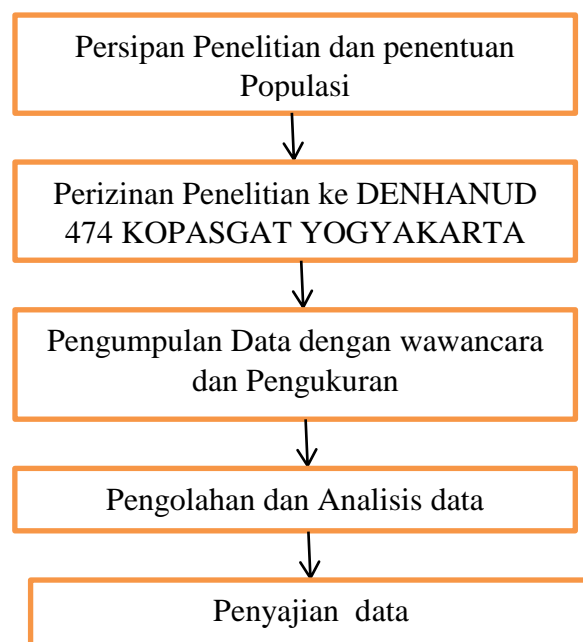 Persipan Penelitian dan penentuan
Populasi
Perizinan Penelitian ke DENHANUD
474 KOPASGAT YOGYAKARTA
Pengumpulan Data dengan wawancara
dan Pengukuran
Pengolahan dan Analisis data
Penyajian data